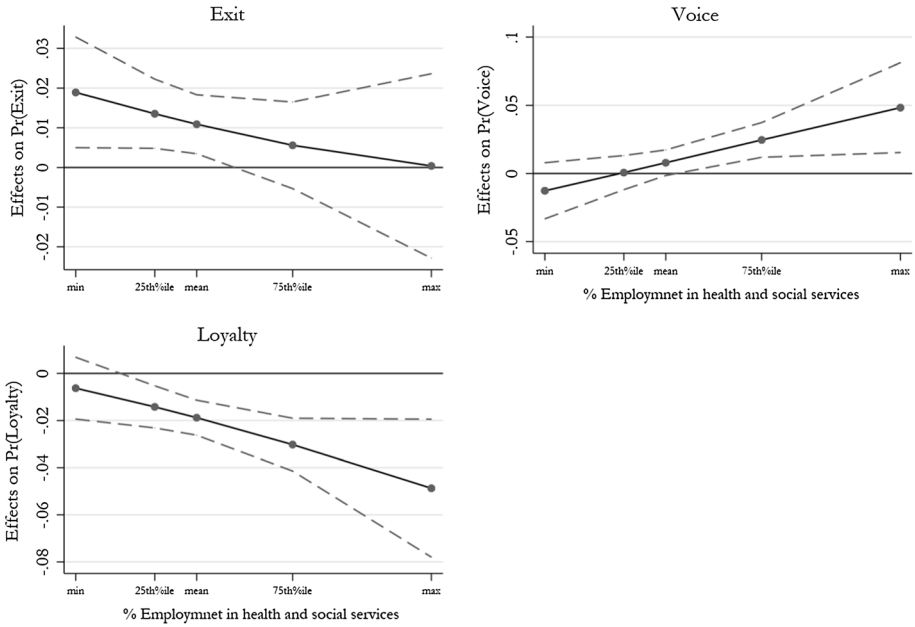 Exit
Effects on Pr(Exit)
.03
.02
.01
0
-.01
-.02
min 25th%ile mean 75th%ile max
Voice
Effects on Pr(Voice)
.1
.05
0
-.05
min 25th%ile mean 75th%ile max
% Employmnet in health and social services
Loyalty
Effects on Pr(Loyalty)
0
-.02
-.04
-.06
-.08
min 25th%ile mean 75th%ile max
% Employmnet in health and social services